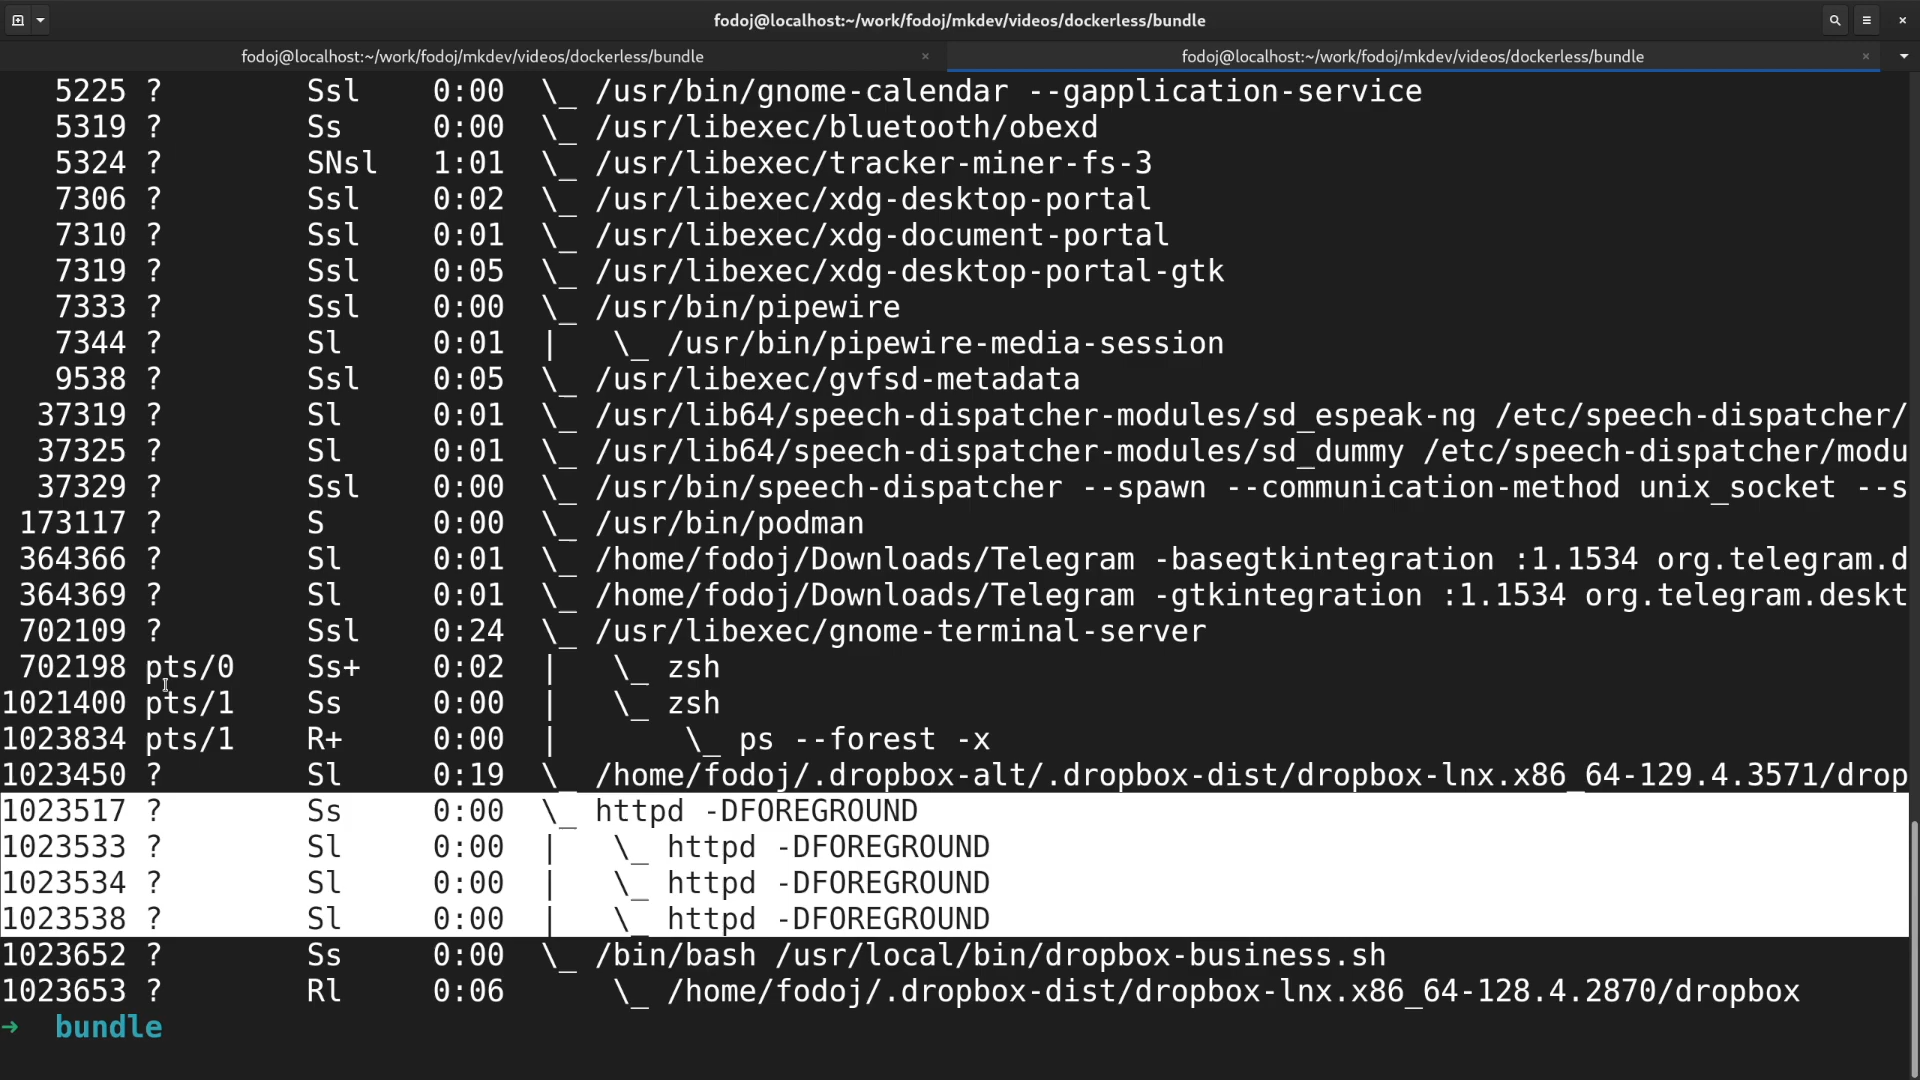 fodoj@localhost:~/work/fodoj/mkdev/videos/dockerless/bundle
fodoj@localhost:~/work/fodoj/mkdev/videos/dockerless/bundle × fodoj@localhost:~/work/fodoj/mkdev/videos/dockerless/bundle ×
5225 ? Ssl 0:00 \_ /usr/bin/gnome-calendar --gapplication-service
5319 ? Ss 0:00 \_ /usr/libexec/bluetooth/obexd
5324 ? SNsl 1:01 \_ /usr/libexec/tracker-miner-fs-3
7306 ? Ssl 0:02 \_ /usr/libexec/xdg-desktop-portal
7310 ? Ssl 0:01 \_ /usr/libexec/xdg-document-portal
7319 ? Ssl 0:05 \_ /usr/libexec/xdg-desktop-portal-gtk
7333 ? Ssl 0:00 \_ /usr/bin/pipewire
7344 ? Sl 0:01 | \_ /usr/bin/pipewire-media-session
9538 ? Ssl 0:05 \_ /usr/libexec/gvfsd-metadata
37319 ? Sl 0:01 \_ /usr/lib64/speech-dispatcher-modules/sd_espeak-ng /etc/speech-dispatcher/
37325 ? Sl 0:01 \_ /usr/lib64/speech-dispatcher-modules/sd_dummy /etc/speech-dispatcher/modu
37329 ? Ssl 0:00 \_ /usr/bin/speech-dispatcher --spawn --communication-method unix_socket --s
173117 ? S 0:00 \_ /usr/bin/podman
364366 ? Sl 0:01 \_ /home/fodoj/Downloads/Telegram -basegtkintegration :1.1534 org.telegram.d
364369 ? Sl 0:01 \_ /home/fodoj/Downloads/Telegram -gtkintegration :1.1534 org.telegram.deskt
702109 ? Ssl 0:24 \_ /usr/libexec/gnome-terminal-server
702198 pts/0 Ss+ 0:02 | \_ zsh
1021400 pts/1 Ss 0:00 | \_ zsh
1023834 pts/1 R+ 0:00 | \_ ps --forest -x
1023450 ? Sl 0:19 \_ /home/fodoj/.dropbox-alt/.dropbox-dist/dropbox-lnx.x86_64-129.4.3571/drop
1023517 ? Ss 0:00 \_ httpd -DFOREGROUND
1023533 ? Sl 0:00 | \_ httpd -DFOREGROUND
1023534 ? Sl 0:00 | \_ httpd -DFOREGROUND
1023538 ? Sl 0:00 | \_ httpd -DFOREGROUND
1023652 ? Ss 0:00 \_ /bin/bash /usr/local/bin/dropbox-business.sh
1023653 ? Rl 0:06 \_ /home/fodoj/.dropbox-dist/dropbox-lnx.x86_64-128.4.2870/dropbox
➜ bundle